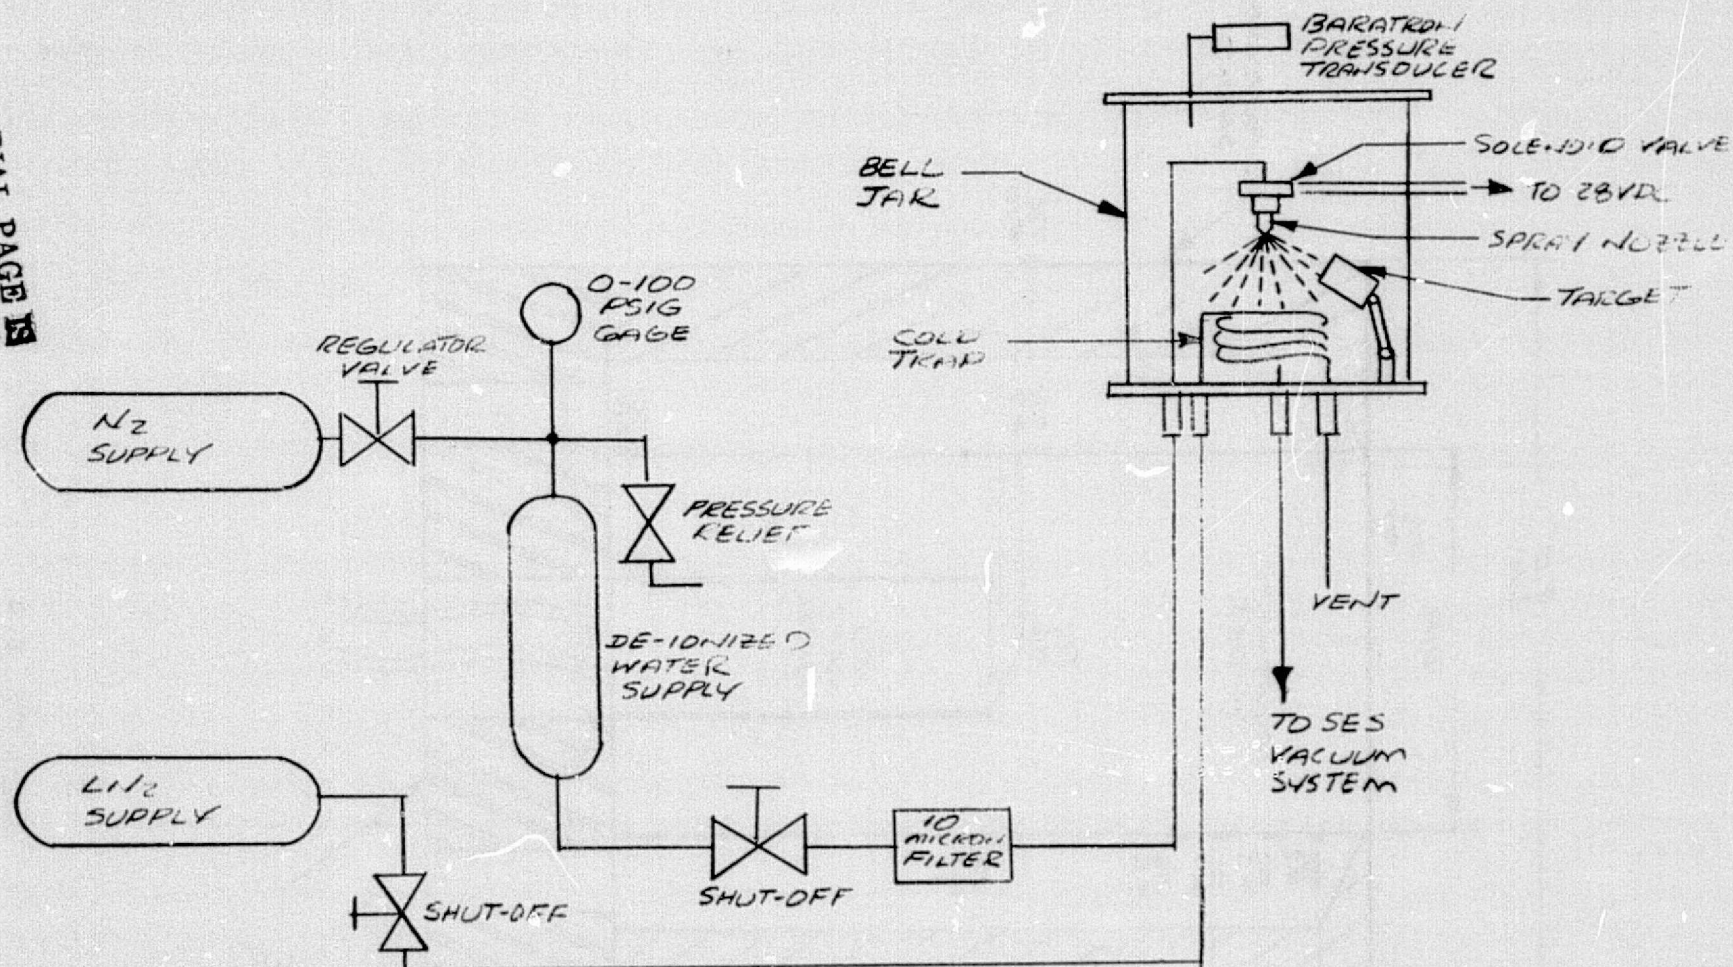 PAGE IS
BARATRON
PRESSURE
TRANSDUCER
SOLENOID VALVE
TO 28VDC
BELL
JAR
SPRAY NOZZLE
TARGET
COLD
TRAP
0-100
PSIG
GAGE
REGULATOR
VALVE
N2
SUPPLY
PRESSURE
RELIEF
VENT
DE-IONIZED
WATER
SUPPLY
TO SES
VACUUM
SYSTEM
LN2
SUPPLY
10
MICRON
FILTER
SHUT-OFF
SHUT-OFF